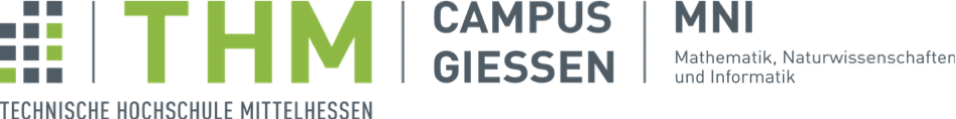 THM
TECHNISCHE HOCHSCHULE MITTELHESSEN
CAMPUS
GIESSEN
MNI
Mathematik, Naturwissenschaften
und Informatik